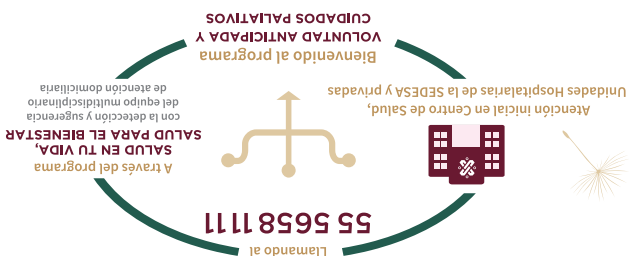 Llamando al
55 5658 1111
Atención inicial en Centro de Salud,
Unidades Hospitalarias de la SEDESA y privadas
A través del programa
SALUD EN TU VIDA,
SALUD PARA EL BIENESTAR
con la detección y sugerencia
del equipo multidisiplinario
de atención domiciliaria
Bienvenido al programa
VOLUNTAD ANTICIPADA Y
CUIDADOS PALIATIVOS